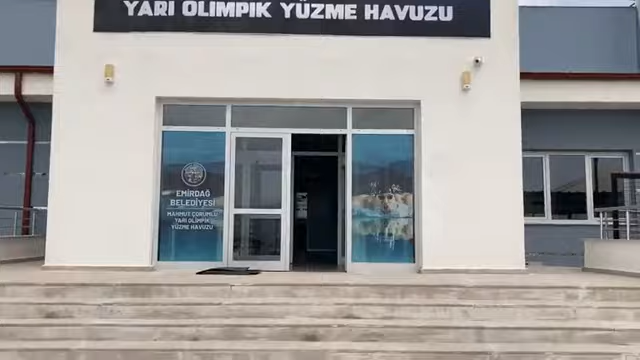 YARI OLİMPİK YÜZME HAVUZU
EMİRDAĞ
BELEDİYESİ
MAHMUT ÇORUMLU
YARI OLİMPİK
YÜZME HAVUZU